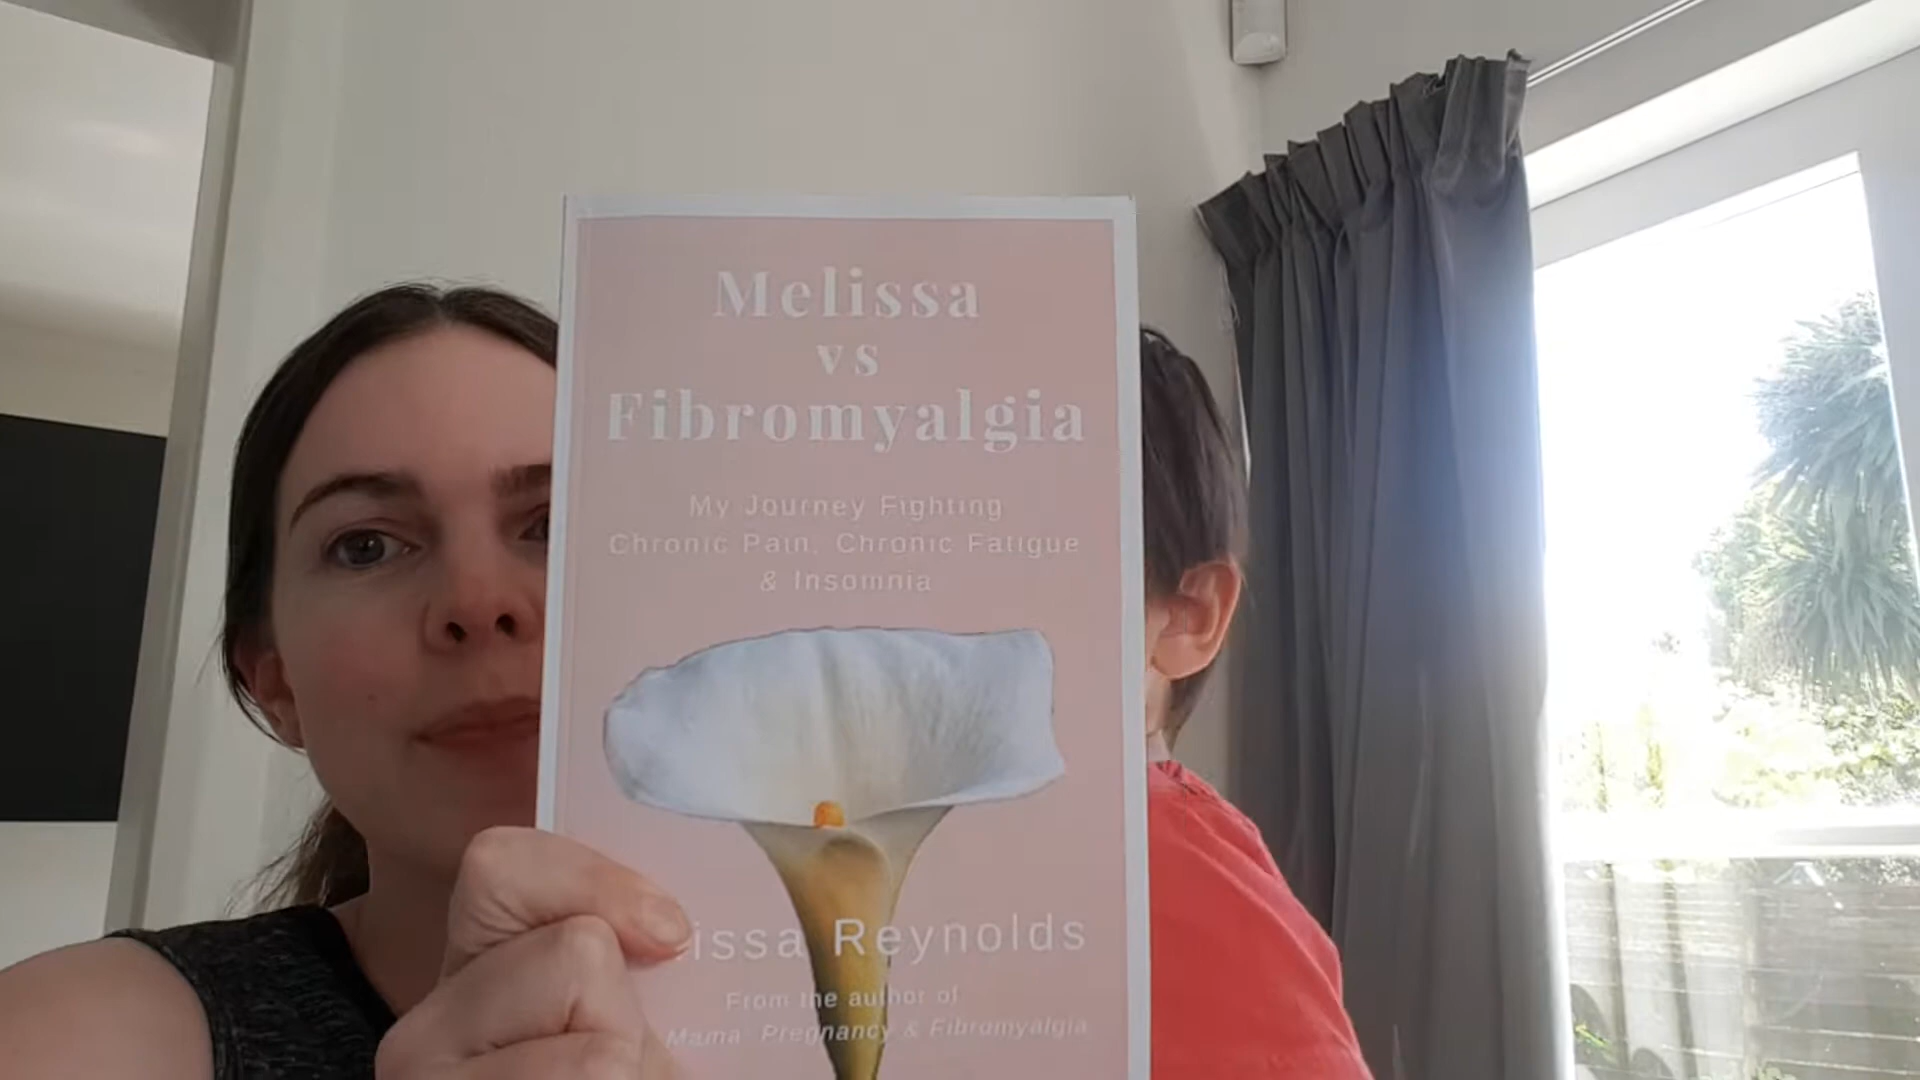 Melissa
vs
Fibromyalgia
My Journey Fighting
Chronic Pain, Chronic Fatigue
& Insomnia
issa Reynolds
From the author of
Mama: Pregnancy & Fibromyalgia